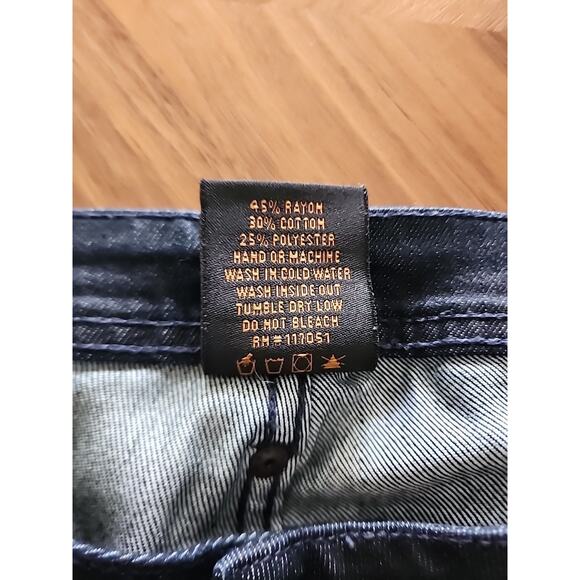 45% RAYON
30% COTTON
25% POLYESTER
HAND OR MACHINE
WASH IN COLD WATER
WASH INSIDE OUT
TUMBLE DRY LOW
DO NOT BLEACH
RN#117051